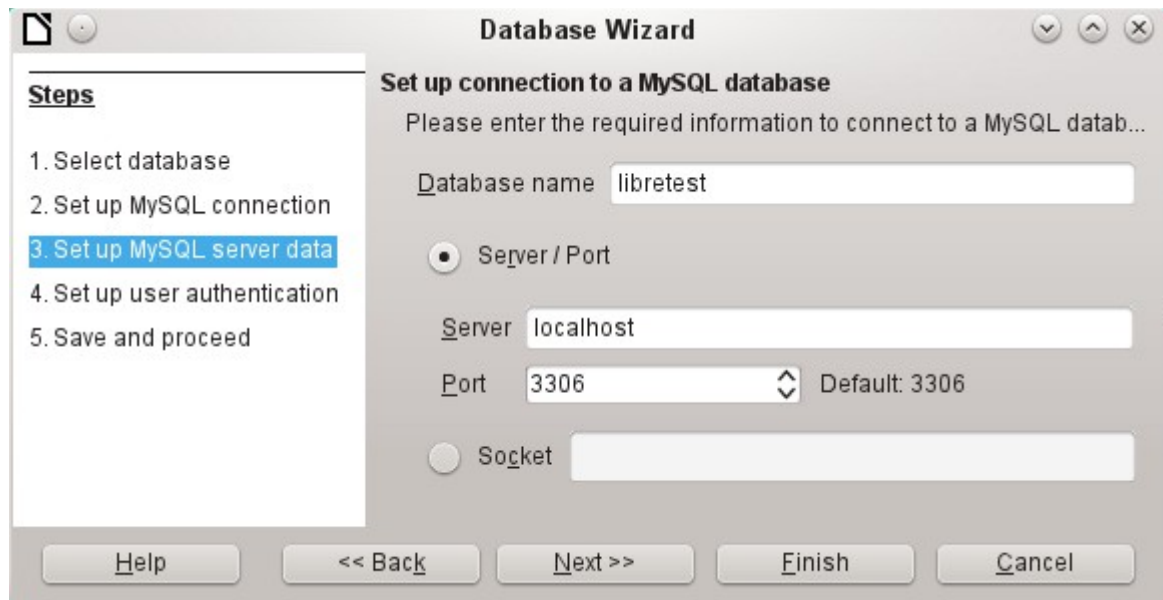 Database Wizard
Steps
1. Select database
2. Set up MySQL connection
3. Set up MySQL server data
4. Set up user authentication
5. Save and proceed
Set up connection to a MySQL database
Please enter the required information to connect to a MySQL datab...
Database name libretest
Server / Port
Server localhost
Port 3306 Default: 3306
Socket
Help << Back Next >> Finish Cancel